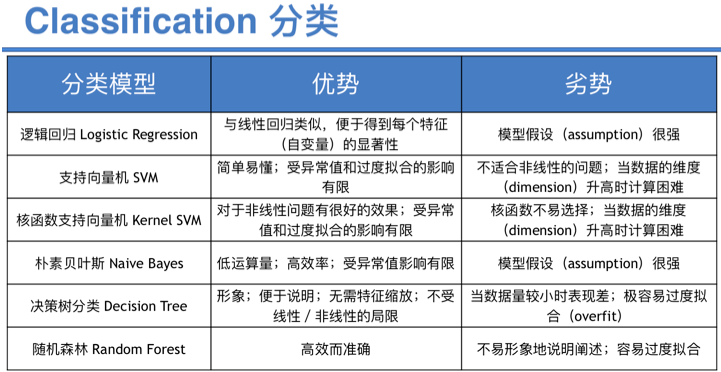 Classification 分类
分类模型 优势 劣势
逻辑回归 Logistic Regression 与线性回归类似，便于得到每个特征 模型假设（assumption）很强
（自变量）的显著性
支持向量机 SVM 简单易懂；受异常值和过度拟合的影响 不适合非线性的问题；当数据的维度
有限 （dimension）升高时计算困难
核函数支持向量机 Kernel SVM 对于非线性问题有很好的效果；受异常 核函数不易选择；当数据的维度
值和过度拟合的影响有限 （dimension）升高时计算困难
朴素贝叶斯 Naive Bayes 低运算量；高效率；受异常值影响有限 模型假设（assumption）很强
决策树分类 Decision Tree 形象；便于说明；无需特征缩放；不受 当数据量较小时表现差；极容易过度拟
线性 / 非线性的局限 合（overfit）
随机森林 Random Forest 高效而准确 不易形象地说明阐述；容易过度拟合